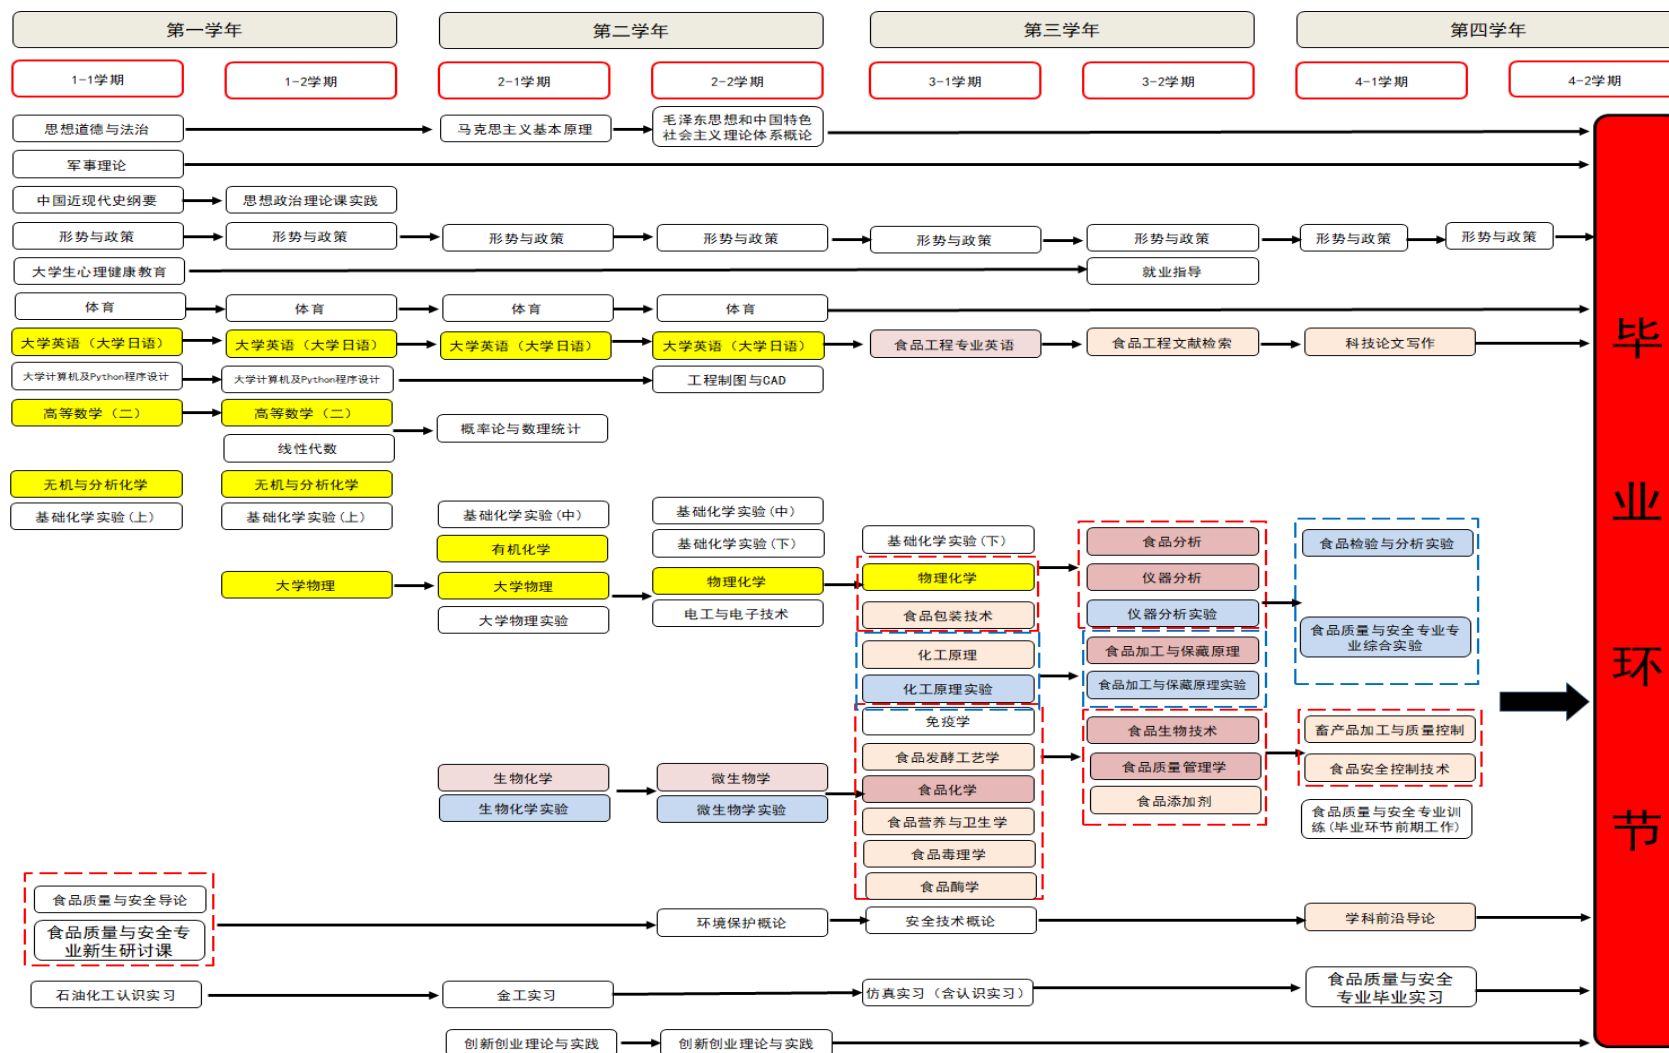 第一学年
第二学年
第三学年
第四学年
1-1学期
1-2学期
2-1学期
2-2学期
3-1学期
3-2学期
4-1学期
4-2学期
思想道德与法治
马克思主义基本原理
毛泽东思想和中国特色
社会主义理论体系概论
军事理论
中国近现代史纲要
思想政治理论课实践
形势与政策
形势与政策
形势与政策
形势与政策
形势与政策
形势与政策
形势与政策
形势与政策
大学生心理健康教育
就业指导
体育
体育
体育
体育
大学英语（大学日语）
大学英语（大学日语）
大学英语（大学日语）
大学英语（大学日语）
食品工程专业英语
食品工程文献检索
科技论文写作
大学计算机及Python程序设计
大学计算机及Python程序设计
工程制图与CAD
高等数学（二）
高等数学（二）
线性代数
概率论与数理统计
无机与分析化学
无机与分析化学
基础化学实验(上)
基础化学实验(上)
基础化学实验(中)
基础化学实验(中)
有机化学
基础化学实验(下)
基础化学实验(下)
大学物理
大学物理
大学物理实验
物理化学
电工与电子技术
物理化学
食品包装技术
食品分析
仪器分析
仪器分析实验
食品检验与分析实验
食品质量与安全专业专
业综合实验
化工原理
化工原理实验
食品加工与保藏原理
食品加工与保藏原理实验
免疫学
食品发酵工艺学
食品化学
食品营养与卫生学
食品毒理学
食品酶学
食品生物技术
食品质量管理学
食品添加剂
畜产品加工与质量控制
食品安全控制技术
食品质量与安全专业训
练(毕业环节前期工作)
生物化学
生物化学实验
微生物学
微生物学实验
食品质量与安全导论
食品质量与安全专
业新生研讨课
环境保护概论
安全技术概论
学科前沿导论
石油化工认识实习
金工实习
仿真实习（含认识实习）
食品质量与安全
专业毕业实习
创新创业理论与实践
创新创业理论与实践
毕
业
环
节